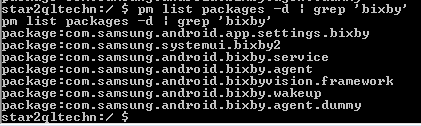 star2qltechn:/ $ pm list packages -d | grep 'bixby'
pm list packages -d | grep 'bixby'
package:com.samsung.android.app.settings.bixby
package:com.samsung.systemui.bixby2
package:com.samsung.android.bixby.service
package:com.samsung.android.bixby.agent
package:com.samsung.android.bixbyvision.framework
package:com.samsung.android.bixby.wakeup
package:com.samsung.android.bixby.agent.dummy
star2qltechn:/ $